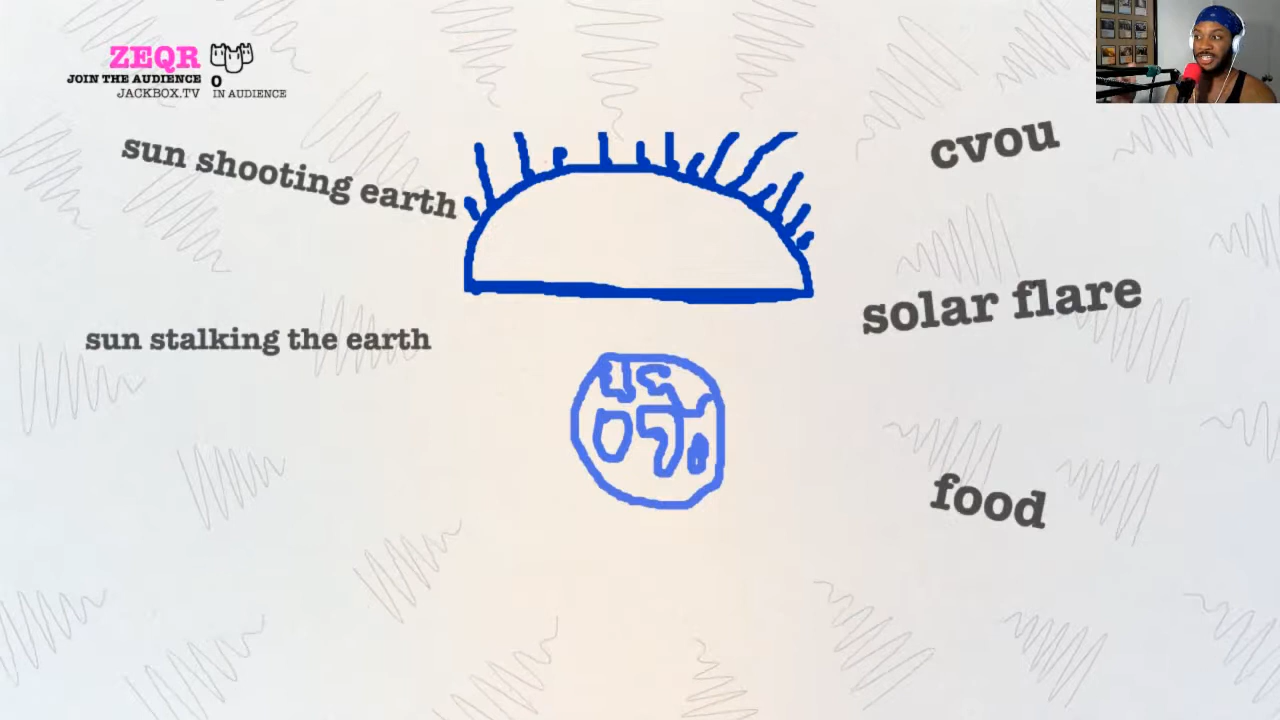 ZEQR
JOIN THE AUDIENCE
JACKBOX.TV
0
IN AUDIENCE
sun shooting earth
cvou
solar flare
sun stalking the earth
food